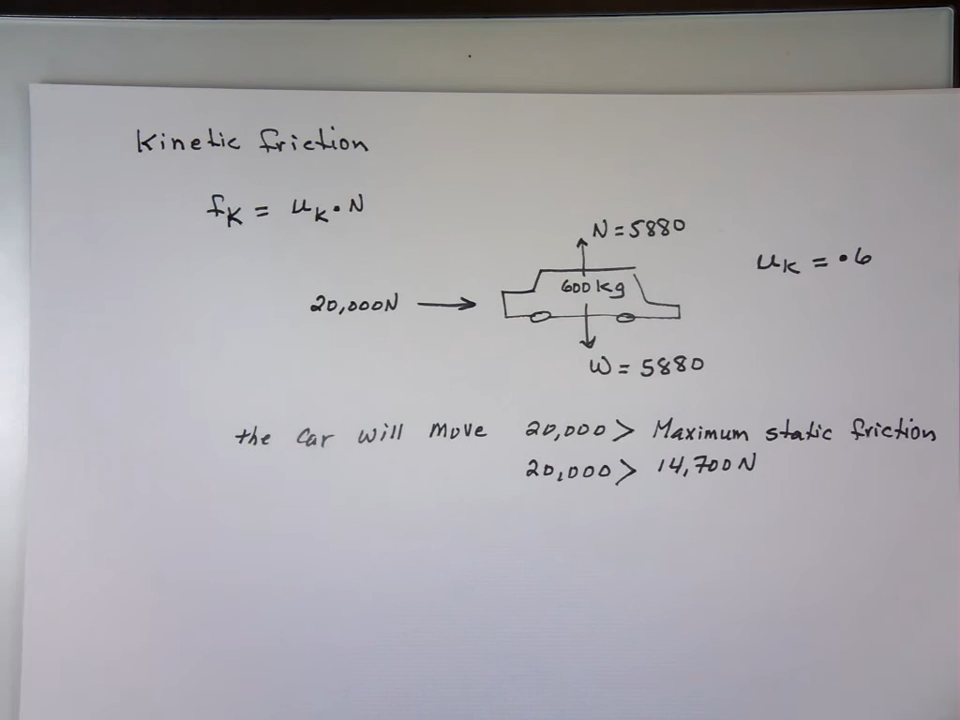 Kinetic friction
fK = uK • N
N = 5880
uK = .6
600 kg
20,000N
W = 5880
the car will move 20,000 > Maximum static friction
20,000 > 14,700N